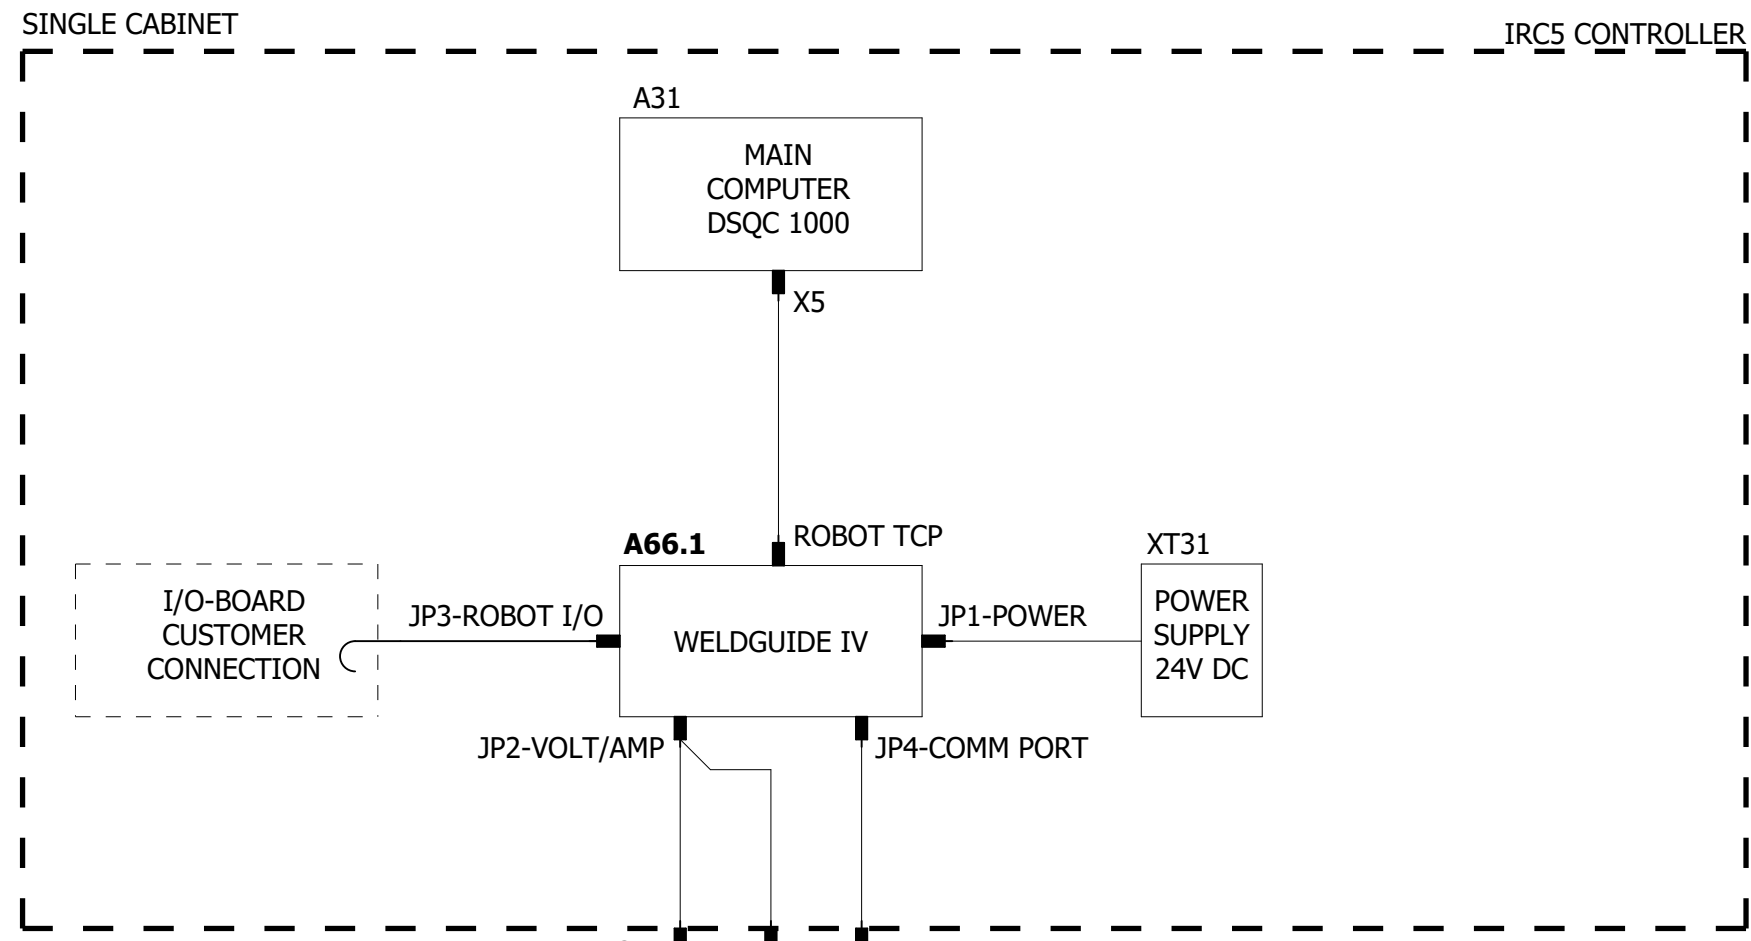 SINGLE CABINET
IRC5 CONTROLLER
A31
MAIN
COMPUTER
DSQC 1000
X5
A66.1
ROBOT TCP
XT31
I/O-BOARD
CUSTOMER
CONNECTION
JP3-ROBOT I/O
WELDGUIDE IV
JP1-POWER
POWER
SUPPLY
24V DC
JP2-VOLT/AMP
JP4-COMM PORT